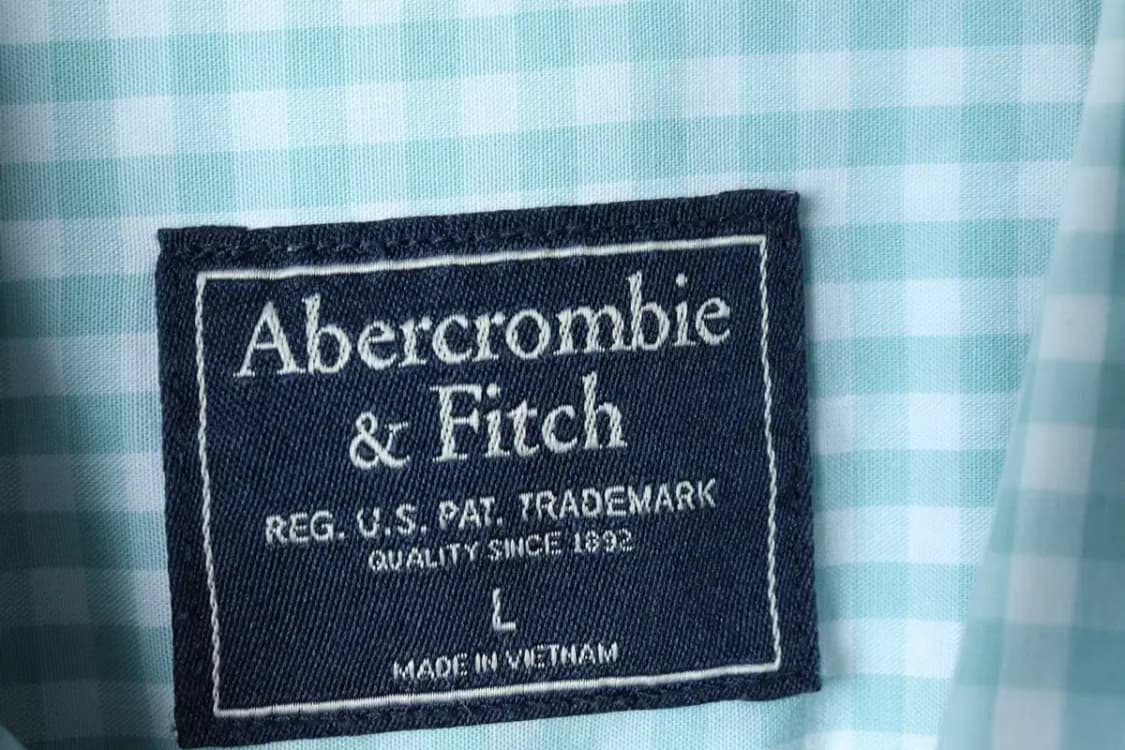 Abercrombie
& Fitch
REG. U.S. PAT. TRADEMARK
QUALITY SINCE 1892
L
MADE IN VIETNAM